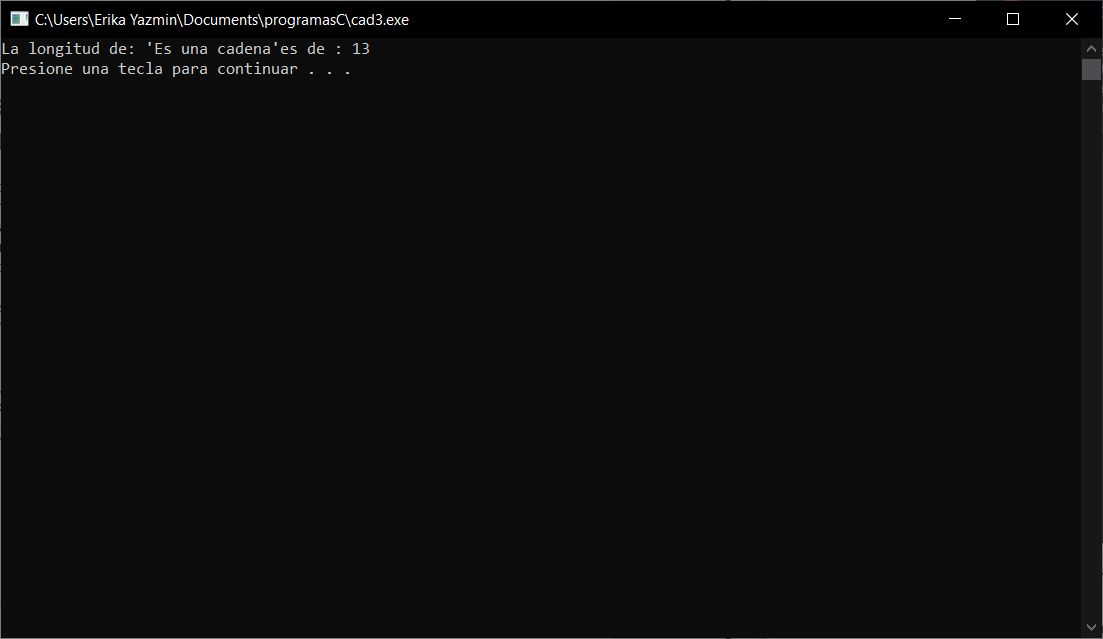 C:\Users\Erika Yazmin\Documents\programasC\cad3.exe
La longitud de: 'Es una cadena'es de : 13
Presione una tecla para continuar . . .